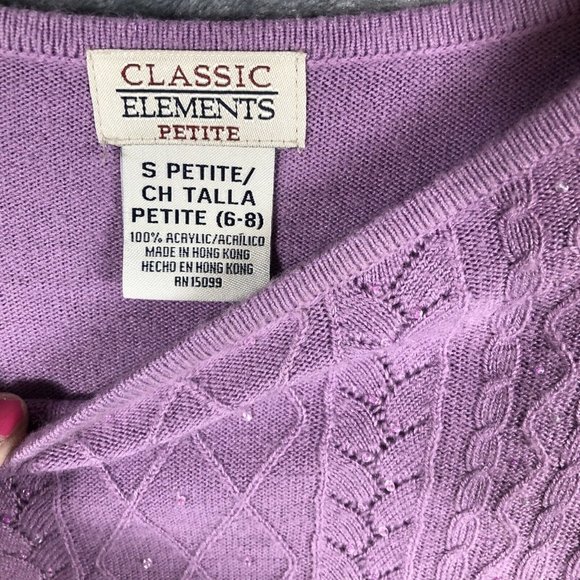 CLASSIC
ELEMENTS
PETITE
S PETITE/
CH TALLA
PETITE (6-8)
100% ACRYLIC/ACRÍLICO
MADE IN HONG KONG
HECHO EN HONG KONG
RN 15099